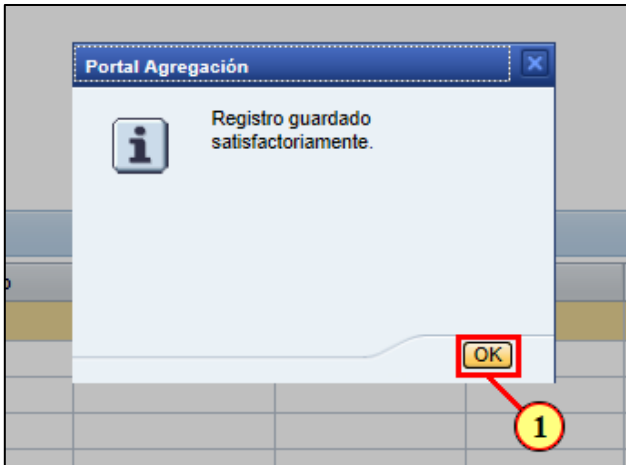 Portal Agregación
Registro guardado
satisfactoriamente.
o
OK
1